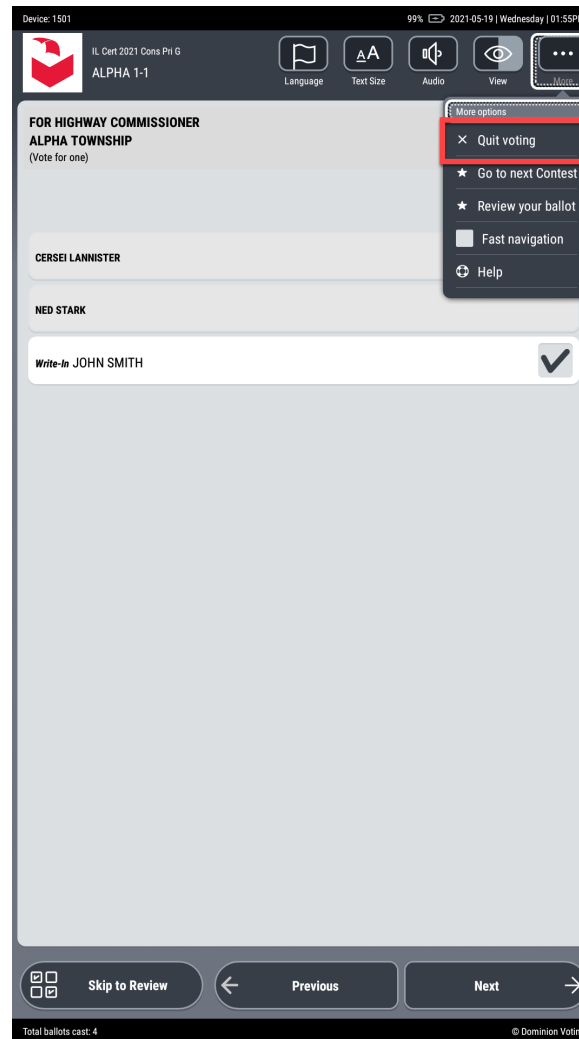 Device: 1501
99% 2021-05-19 | Wednesday | 01:55P
IL Cert 2021 Cons Pri G
ALPHA 1-1
Language
AA
Text Size
Audio
View
More
FOR HIGHWAY COMMISSIONER
ALPHA TOWNSHIP
(Vote for one)
More options
Quit voting
Go to next Contest
Review your ballot
Fast navigation
Help
CERSEI LANNISTER
NED STARK
Write-In JOHN SMITH
Skip to Review
Previous
Next
Total ballots cast: 4
© Dominion Votin